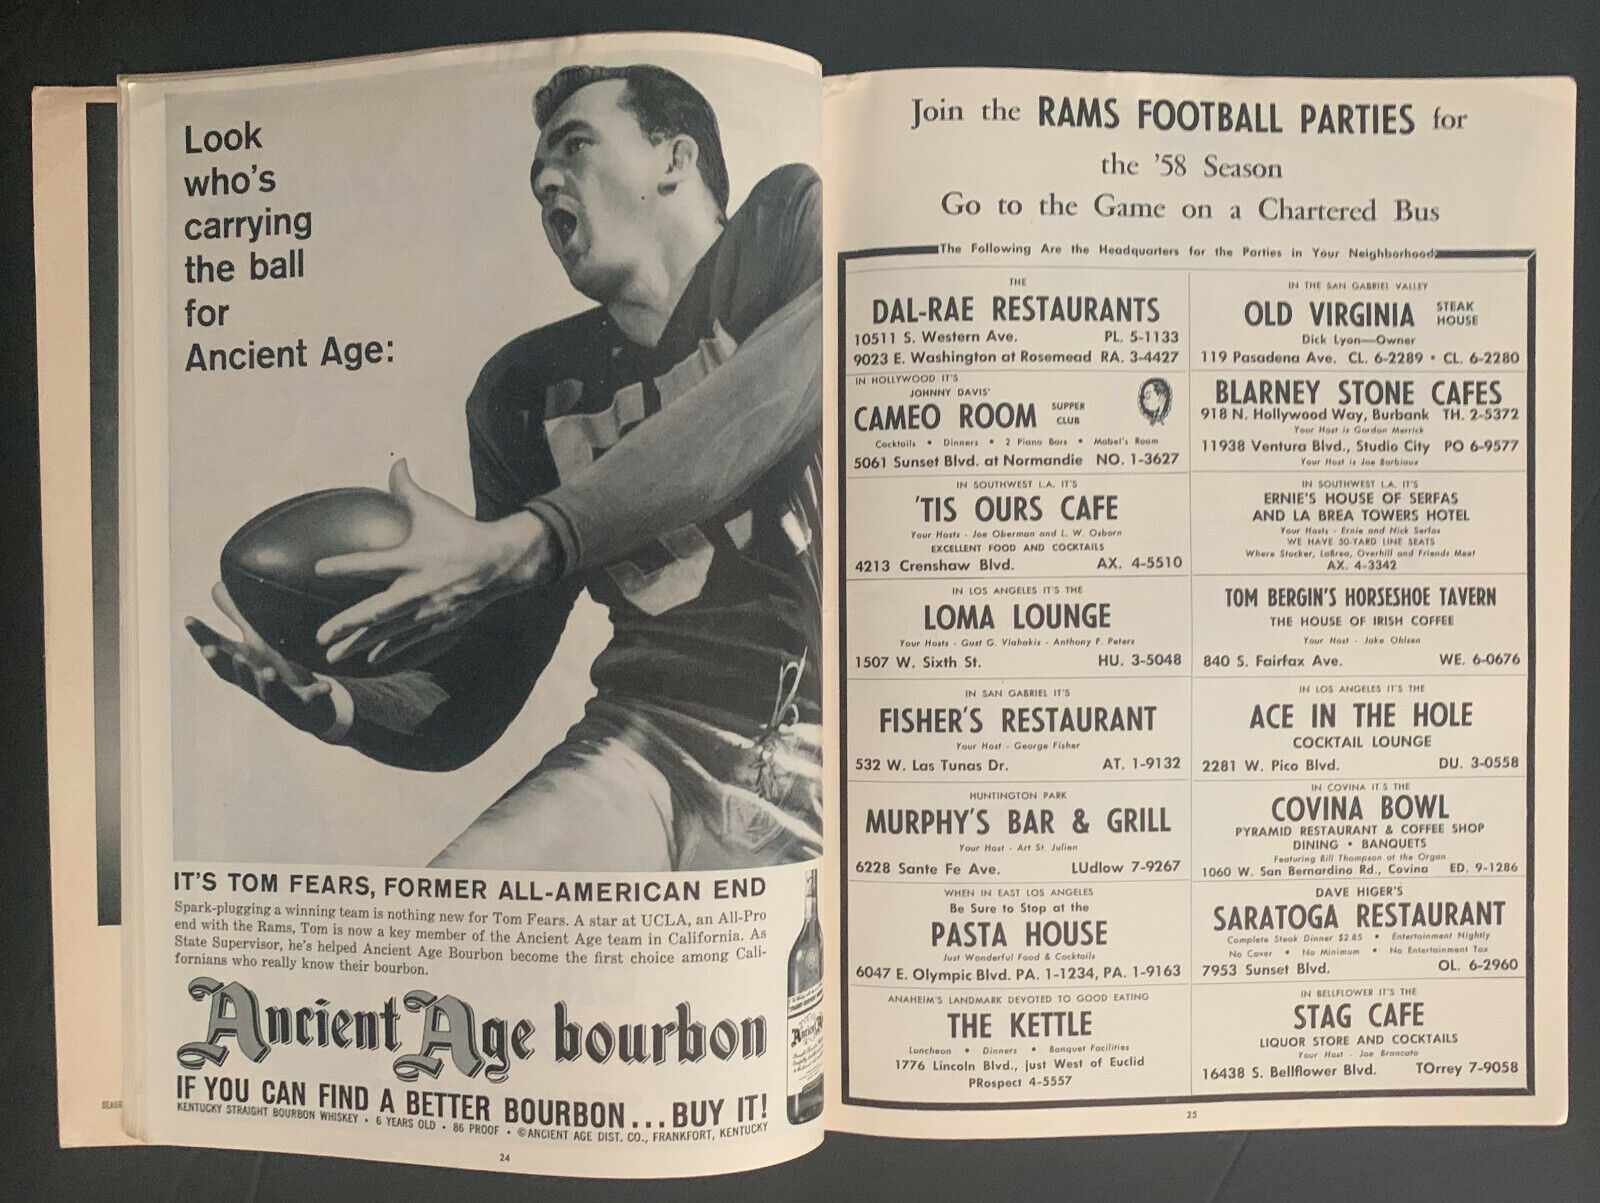 Look
who's
carrying
the ball
for
Ancient Age:
IT'S TOM FEARS, FORMER ALL-AMERICAN END
Spark-plugging a winning team is nothing new for Tom Fears. A star at UCLA, an All-Pro
end with the Rams, Tom is now a key member of the Ancient Age team in California. As
State Supervisor, he's helped Ancient Age Bourbon become the first choice among Cali-
fornians who really know their bourbon.
Ancient Age bourbon
IF YOU CAN FIND A BETTER BOURBON...BUY IT!
KENTUCKY STRAIGHT BOURBON WHISKEY • 6 YEARS OLD • 86 PROOF • ©ANCIENT AGE DIST. CO., FRANKFORT, KENTUCKY
24
Join the RAMS FOOTBALL PARTIES for
the '58 Season
Go to the Game on a Chartered Bus
The Following Are the Headquarters for the Parties in Your Neighborhood
THE
DAL-RAE RESTAURANTS
10511 S. Western Ave. PL. 5-1133
9023 E. Washington at Rosemead RA. 3-4427
IN HOLLYWOOD IT'S
JOHNNY DAVIS'
CAMEO ROOM SUPPER
CLUB
Cocktails • Dinners • 2 Piano Bars • Mabel's Room
5061 Sunset Blvd. at Normandie NO. 1-3627
IN SOUTHWEST L.A. IT'S
'TIS OURS CAFE
Your Hosts - Joe Oberman and L. W. Osborn
EXCELLENT FOOD AND COCKTAILS
4213 Crenshaw Blvd. AX. 4-5510
IN LOS ANGELES IT'S THE
LOMA LOUNGE
Your Hosts - Gust G. Vlahakis - Anthony F. Peters
1507 W. Sixth St. HU. 3-5048
IN SAN GABRIEL IT'S
FISHER'S RESTAURANT
Your Host - George Fisher
532 W. Las Tunas Dr. AT. 1-9132
HUNTINGTON PARK
MURPHY'S BAR & GRILL
Your Host - Art St. Julien
6228 Sante Fe Ave. LUdlow 7-9267
WHEN IN EAST LOS ANGELES
Be Sure to Stop at the
PASTA HOUSE
Just Wonderful Food & Cocktails
6047 E. Olympic Blvd. PA. 1-1234, PA. 1-9163
ANAHEIM'S LANDMARK DEVOTED TO GOOD EATING
THE KETTLE
Luncheon • Dinners • Banquet Facilities
1776 Lincoln Blvd., just West of Euclid
PRospect 4-5557
IN THE SAN GABRIEL VALLEY
OLD VIRGINIA STEAK
HOUSE
Dick Lyon—Owner
119 Pasadena Ave. CL. 6-2289 • CL. 6-2280
BLARNEY STONE CAFES
918 N. Hollywood Way, Burbank TH. 2-5372
Your Host is Gordon Merrick
11938 Ventura Blvd., Studio City PO 6-9577
Your Host is Joe Barbieux
IN SOUTHWEST L.A. IT'S
ERNIE'S HOUSE OF SERFAS
AND LA BREA TOWERS HOTEL
Your Hosts - Ernie and Nick Serfas
WE HAVE 50-YARD LINE SEATS
Where Stocker, LaBrea, Overhill and Friends Meet
AX. 4-3342
TOM BERGIN'S HORSESHOE TAVERN
THE HOUSE OF IRISH COFFEE
Your Host - Jake Ohlsen
840 S. Fairfax Ave. WE. 6-0676
IN LOS ANGELES IT'S THE
ACE IN THE HOLE
COCKTAIL LOUNGE
2281 W. Pico Blvd. DU. 3-0558
IN COVINA IT'S THE
COVINA BOWL
PYRAMID RESTAURANT & COFFEE SHOP
DINING • BANQUETS
Featuring Bill Thompson at the Organ
1060 W. San Bernardino Rd., Covina ED. 9-1286
DAVE HIGER'S
SARATOGA RESTAURANT
Complete Steak Dinner $2.85 • Entertainment Nightly
No Cover • No Minimum • No Entertainment Tax
7953 Sunset Blvd. OL. 6-2960
IN BELLFLOWER IT'S THE
STAG CAFE
LIQUOR STORE AND COCKTAILS
Your Host - Joe Brancato
16438 S. Bellflower Blvd. TOrrey 7-9058
25